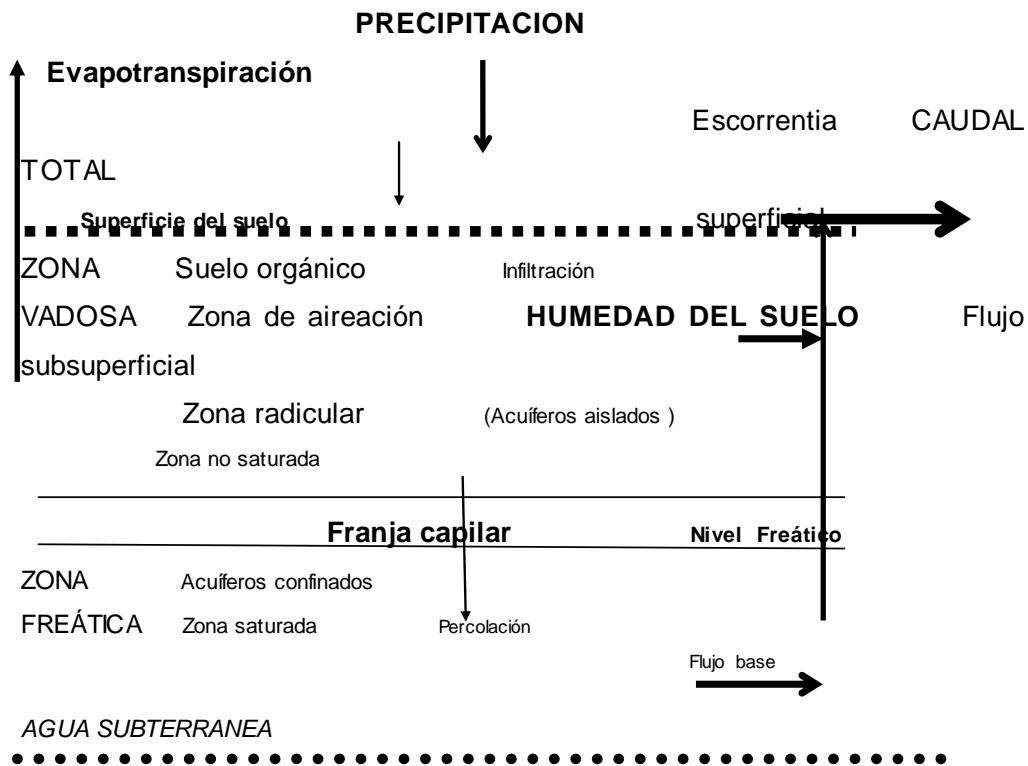 PRECIPITACION
Evapotranspiración
Escorrentia CAUDAL
TOTAL
Superficie del suelo superficial
ZONA Suelo orgánico Infiltración
VADOSA Zona de aireación HUMEDAD DEL SUELO Flujo
subsuperficial
Zona radicular (Acuíferos aislados )
Zona no saturada
Franja capilar Nivel Freático
ZONA Acuíferos confinados
FREÁTICA Zona saturada Percolación
Flujo base
AGUA SUBTERRANEA